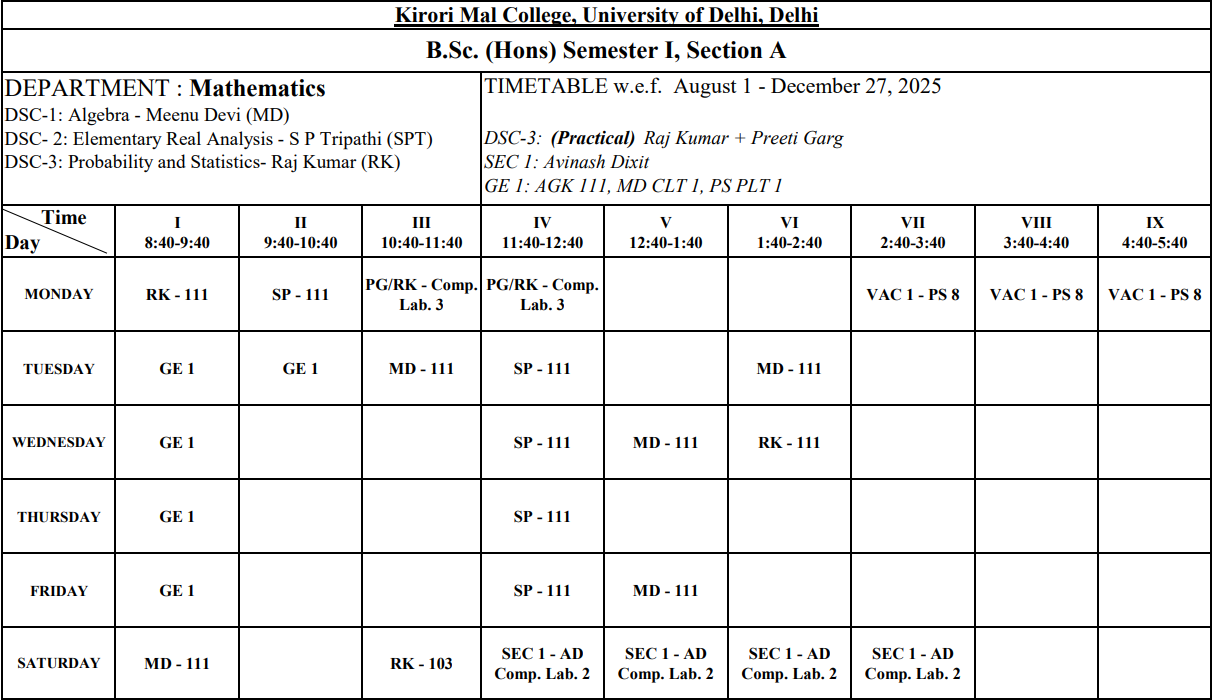 Kirori Mal College, University of Delhi, Delhi
B.Sc. (Hons) Semester I, Section A
DEPARTMENT : Mathematics
DSC-1: Algebra - Meenu Devi (MD)
DSC- 2: Elementary Real Analysis - S P Tripathi (SPT)
DSC-3: Probability and Statistics- Raj Kumar (RK)
TIMETABLE w.e.f. August 1 - December 27, 2025
DSC-3: (Practical) Raj Kumar + Preeti Garg
SEC 1: Avinash Dixit
GE 1: AGK 111, MD CLT 1, PS PLT 1
Time
Day
I
8:40-9:40
II
9:40-10:40
III
10:40-11:40
IV
11:40-12:40
V
12:40-1:40
VI
1:40-2:40
VII
2:40-3:40
VIII
3:40-4:40
IX
4:40-5:40
MONDAY
RK - 111
SP - 111
PG/RK - Comp.
Lab. 3
PG/RK - Comp.
Lab. 3
VAC 1 - PS 8
VAC 1 - PS 8
VAC 1 - PS 8
TUESDAY
GE 1
GE 1
MD - 111
SP - 111
MD - 111
WEDNESDAY
GE 1
SP - 111
MD - 111
RK - 111
THURSDAY
GE 1
SP - 111
FRIDAY
GE 1
SP - 111
MD - 111
SATURDAY
MD - 111
RK - 103
SEC 1 - AD
Comp. Lab. 2
SEC 1 - AD
Comp. Lab. 2
SEC 1 - AD
Comp. Lab. 2
SEC 1 - AD
Comp. Lab. 2